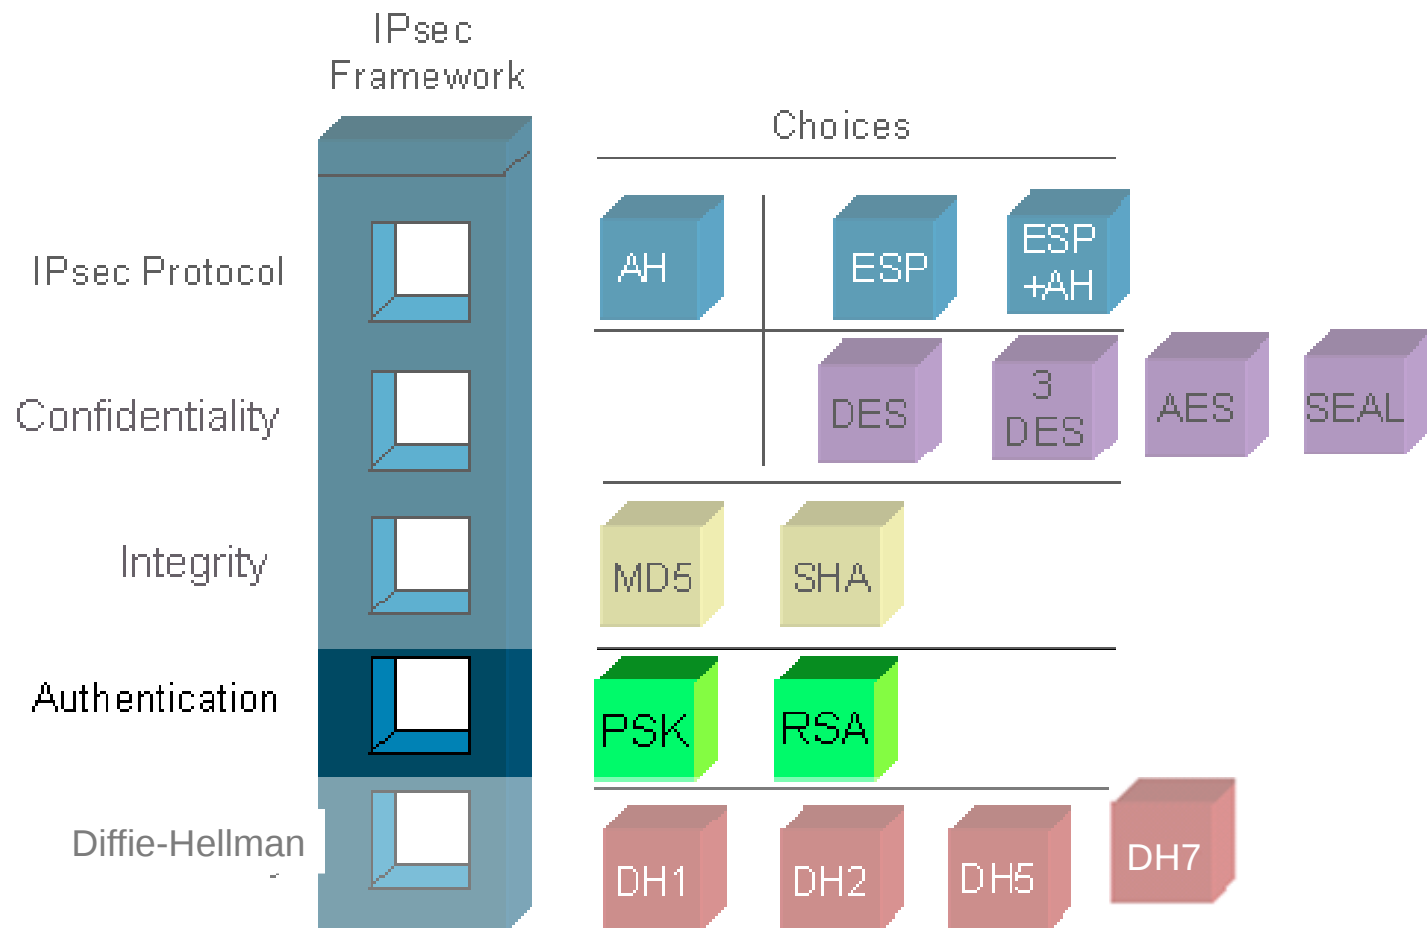 IPsec
Framework
Choices
IPsec Protocol
AH
ESP
ESP
+AH
Confidentiality
DES
3
DES
AES
SEAL
Integrity
MD5
SHA
Authentication
PSK
RSA
Diffie-Hellman
DH1
DH2
DH5
DH7